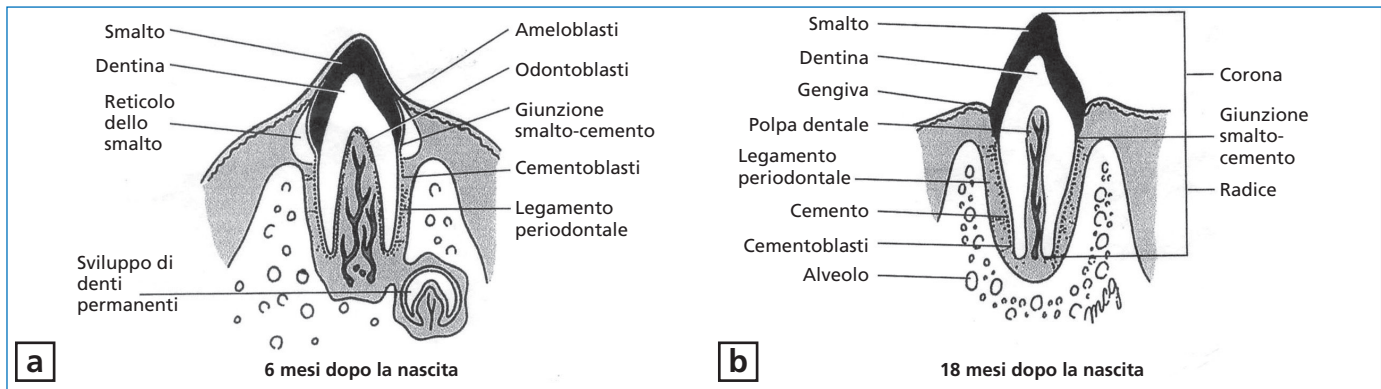 Smalto
Dentina
Reticolo
dello
smalto
Sviluppo di
denti
permanenti
Ameloblasti
Odontoblasti
Giunzione
smalto-cemento
Cementoblasti
Legamento
periodontale
a
6 mesi dopo la nascita
Smalto
Dentina
Gengiva
Polpa dentale
Legamento
periodontale
Cemento
Cementoblasti
Alveolo
Corona
Giunzione
smalto-
cemento
Radice
mcg
b
18 mesi dopo la nascita